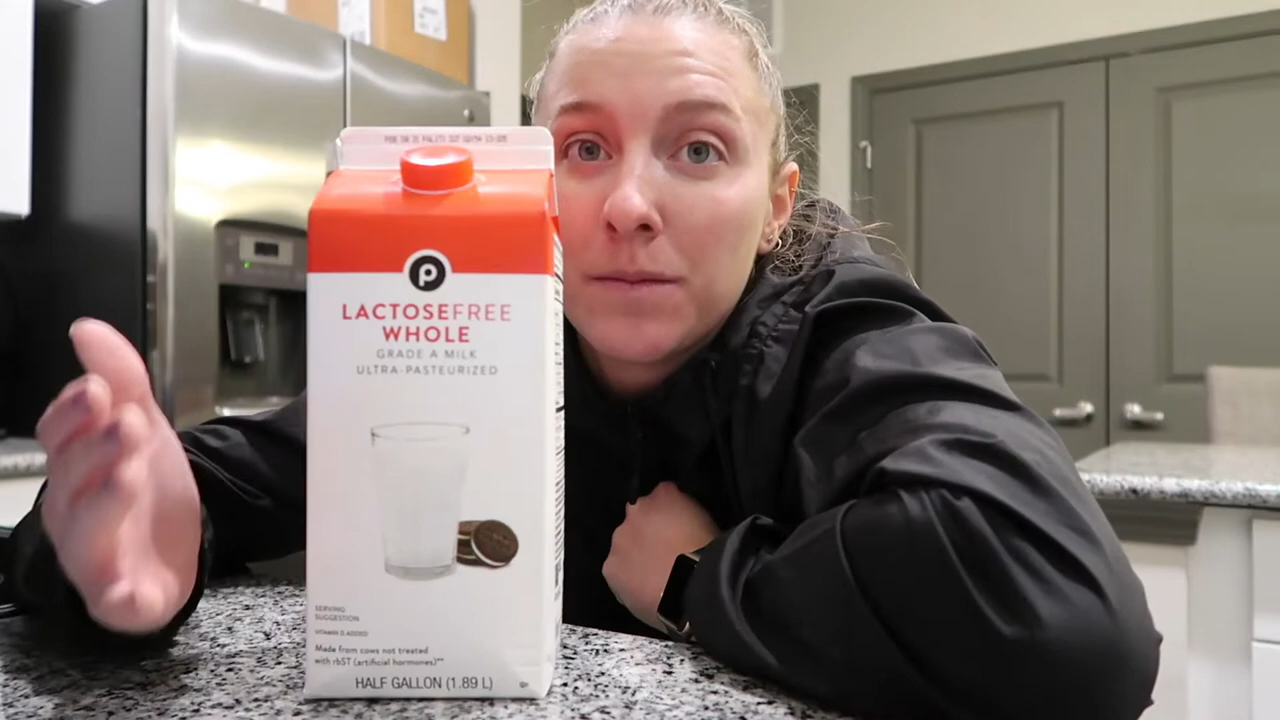 P
LACTOSEFREE
WHOLE
GRADE A MILK
ULTRA-PASTEURIZED
SERVING
SUGGESTION
VITAMIN D ADDED
Made from cows not treated
with rbST (artificial hormones)**
HALF GALLON (1.89 L)